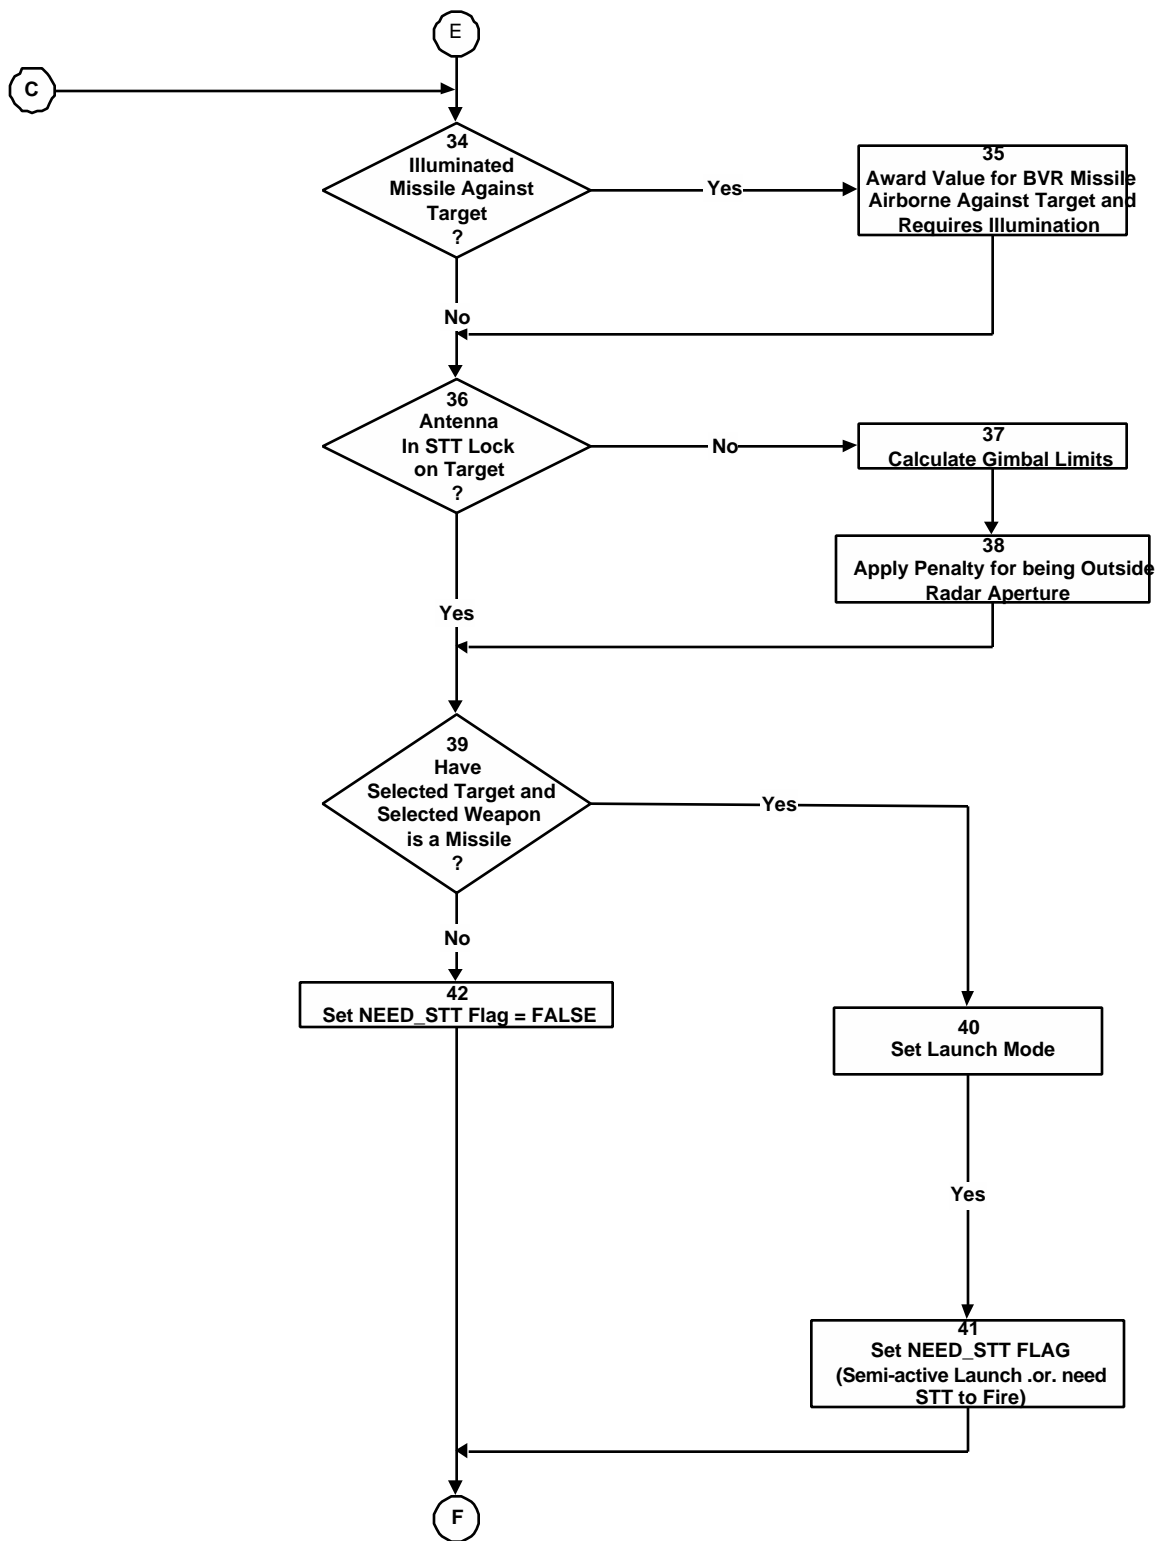 E
C
34
Illuminated
Missile Against
Target
?
Yes
35
Award Value for BVR Missile
Airborne Against Target and
Requires Illumination
No
36
Antenna
In STT Lock
on Target
?
No
37
Calculate Gimbal Limits
38
Apply Penalty for being Outside
Radar Aperture
Yes
39
Have
Selected Target and
Selected Weapon
is a Missile
?
Yes
No
42
Set NEED_STT Flag = FALSE
40
Set Launch Mode
Yes
41
Set NEED_STT FLAG
(Semi-active Launch .or. need
STT to Fire)
F